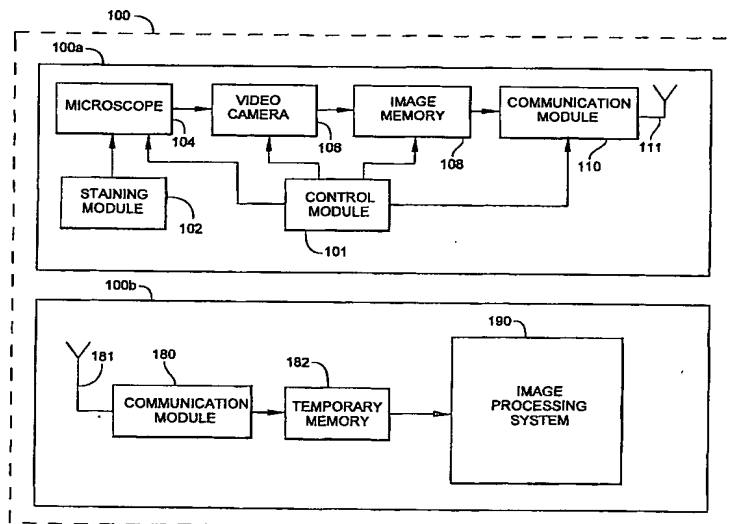 100
100a
MICROSCOPE
104
VIDEO
CAMERA
108
IMAGE
MEMORY
108
COMMUNICATION
MODULE
110
111
STAINING
MODULE
102
CONTROL
MODULE
101
100b
181
180
COMMUNICATION
MODULE
182
TEMPORARY
MEMORY
190
IMAGE
PROCESSING
SYSTEM